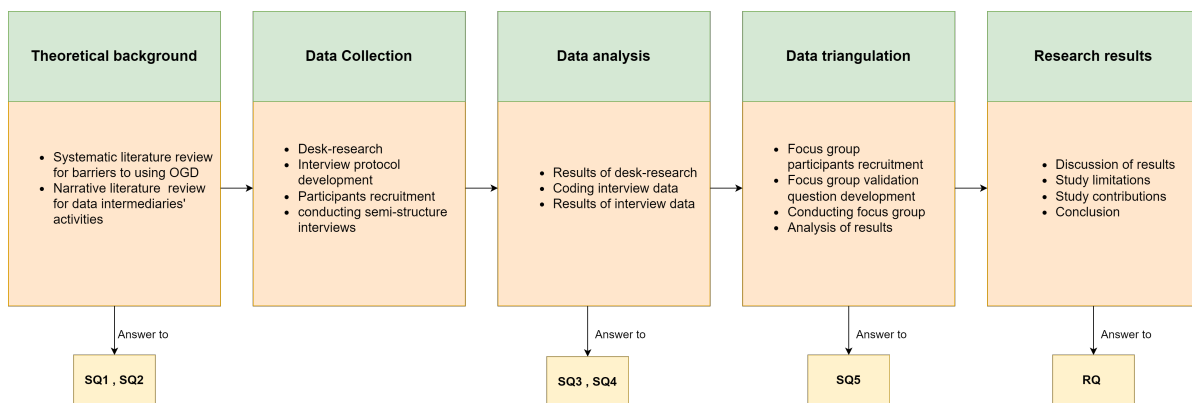 Theoretical background
Systematic literature review
for barriers to using OGD
Narrative literature review
for data intermediaries'
activities
Data Collection
Desk-research
Interview protocol
development
Participants recruitment
conducting semi-structure
interviews
Data analysis
Results of desk-research
Coding interview data
Results of interview data
Data triangulation
Focus group
participants recruitment
Focus group validation
question development
Conducting focus group
Analysis of results
Research results
Discussion of results
Study limitations
Study contributions
Conclusion
Answer to
Answer to
Answer to
Answer to
SQ1 , SQ2
SQ3 , SQ4
SQ5
RQ